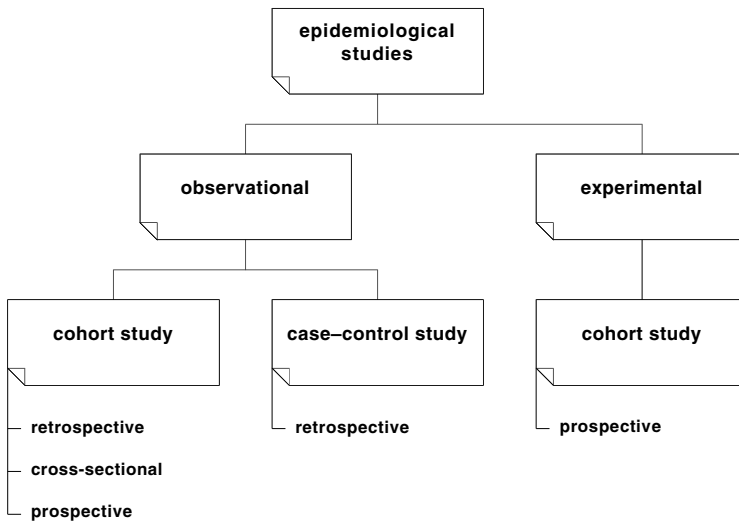 epidemiological
studies
observational
experimental
cohort study
case–control study
cohort study
retrospective
cross-sectional
prospective
retrospective
prospective